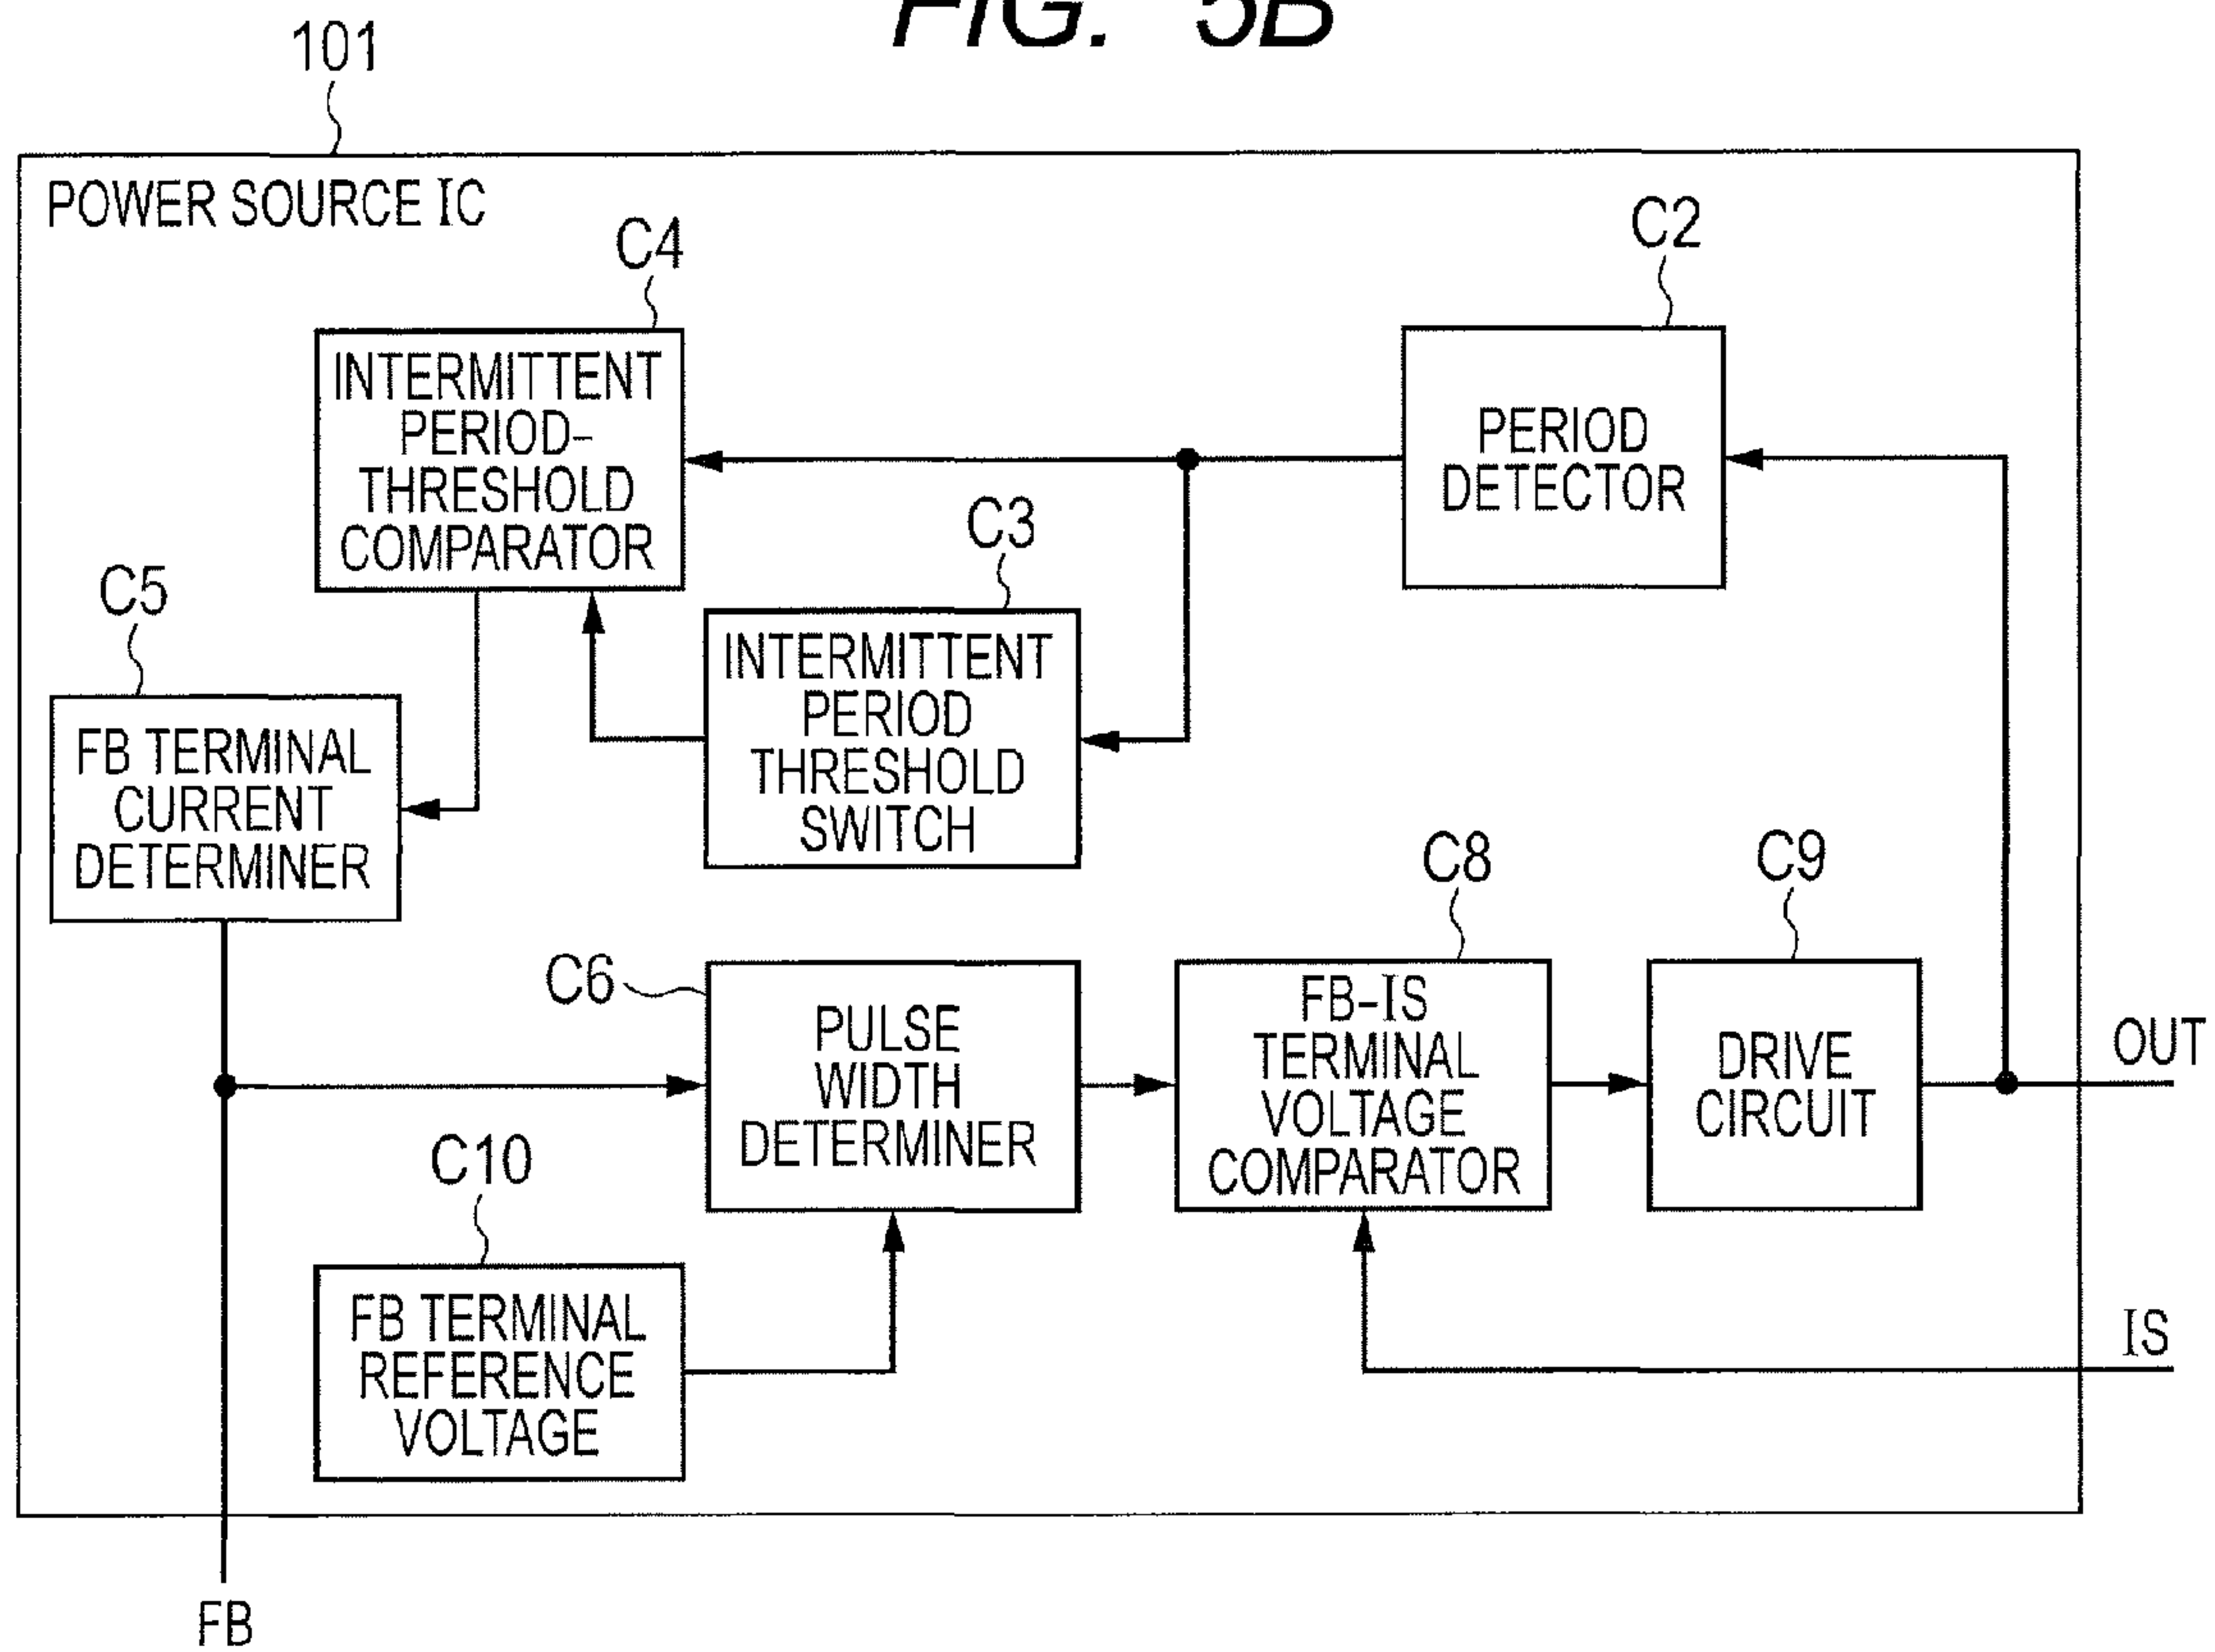 FIG. 5B
101
POWER SOURCE IC
C4
INTERMITTENT
PERIOD-
THRESHOLD
COMPARATOR
C2
PERIOD
DETECTOR
C3
INTERMITTENT
PERIOD
THRESHOLD
SWITCH
C5
FB TERMINAL
CURRENT
DETERMINER
C6
PULSE
WIDTH
DETERMINER
C8
FB-IS
TERMINAL
VOLTAGE
COMPARATOR
C9
DRIVE
CIRCUIT
OUT
C10
FB TERMINAL
REFERENCE
VOLTAGE
IS
FB